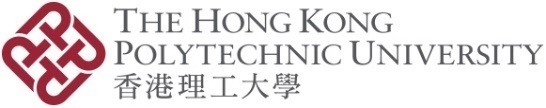 THE HONG KONG
POLYTECHNIC UNIVERSITY
香港理工大學